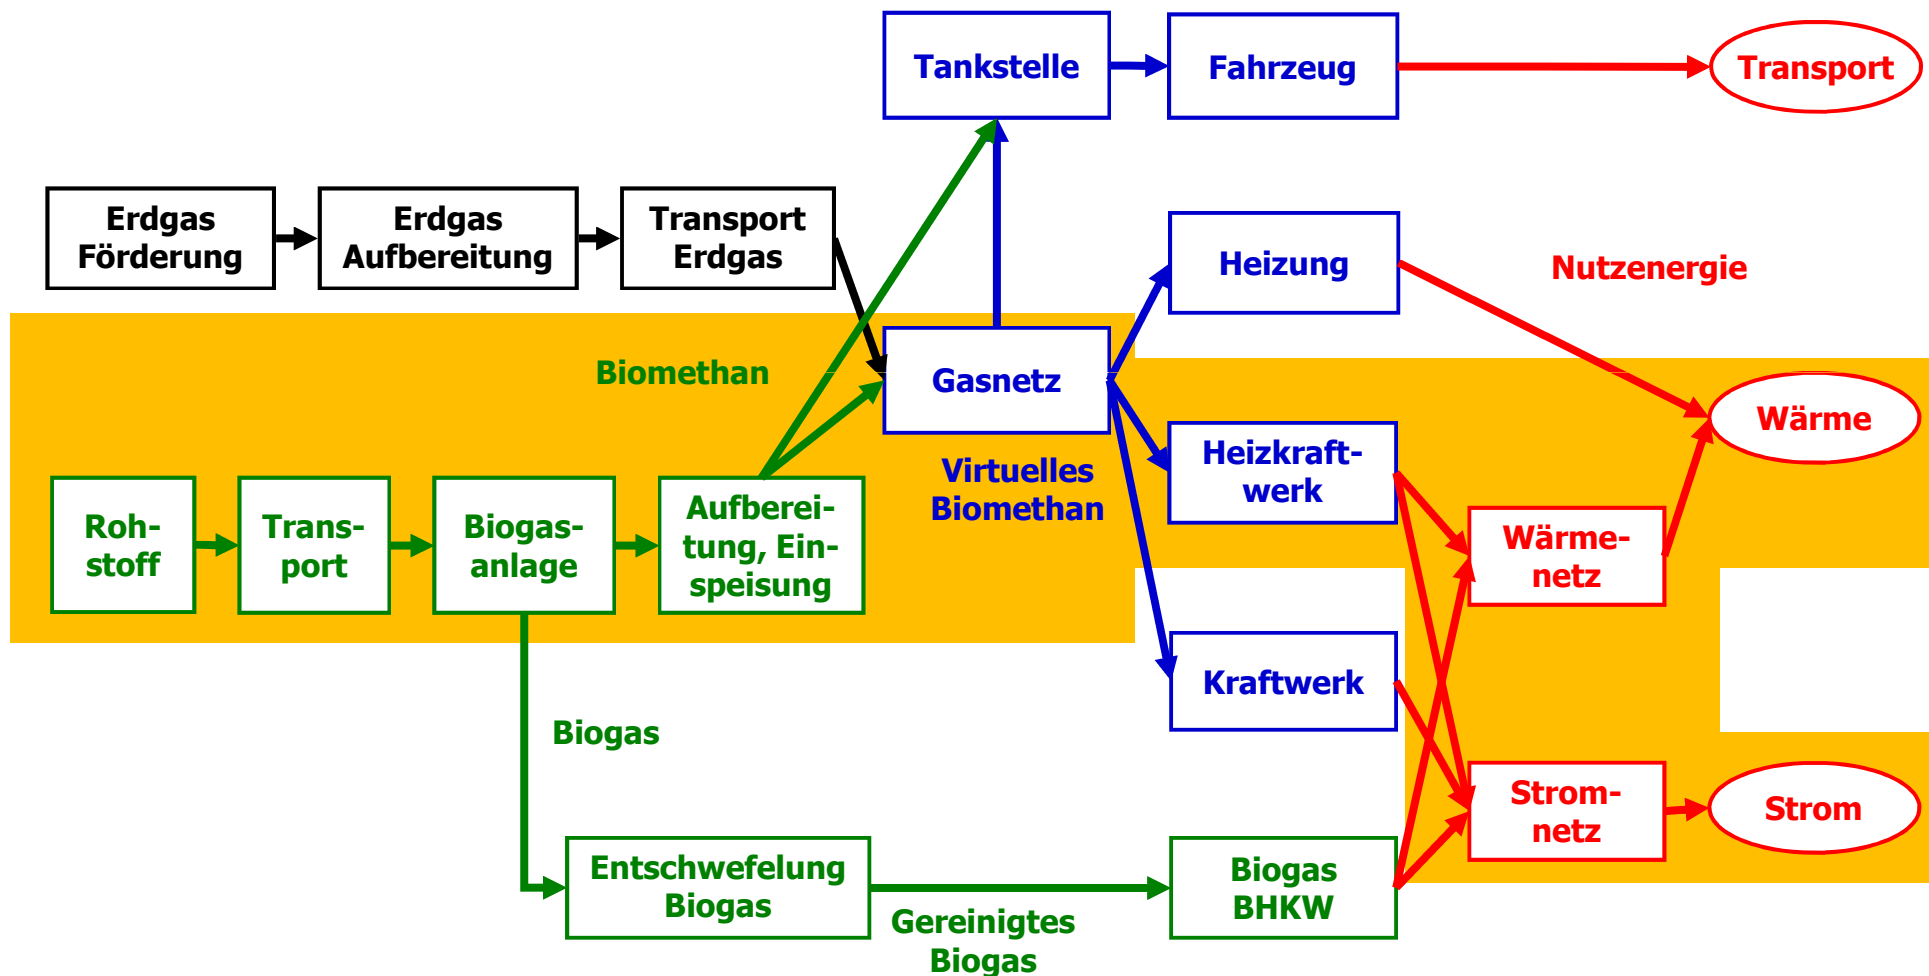 Tankstelle
Fahrzeug
Transport
Erdgas
Förderung
Erdgas
Aufbereitung
Transport
Erdgas
Heizung
Nutzenergie
Biomethan
Gasnetz
Wärme
Virtuelles
Biomethan
Heizkraft-
werk
Roh-
stoff
Trans-
port
Biogas-
anlage
Aufberei-
tung, Ein-
speisung
Wärme-
netz
Kraftwerk
Biogas
Strom-
netz
Strom
Entschwefelung
Biogas
Gereinigtes
Biogas
Biogas
BHKW